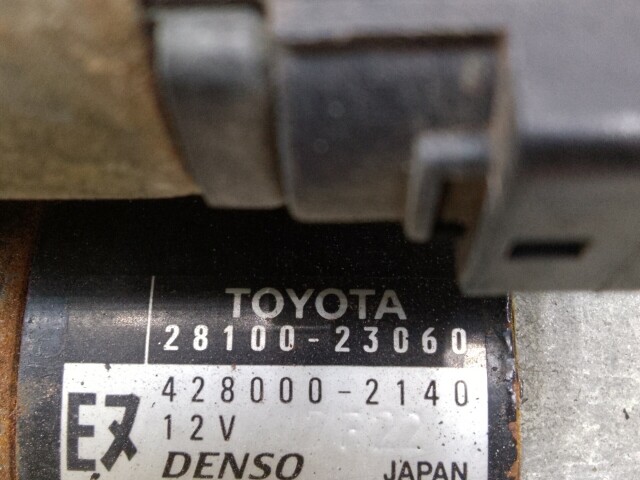 TOYOTA
28100-23060
428000-2140
12V
DENSO JAPAN